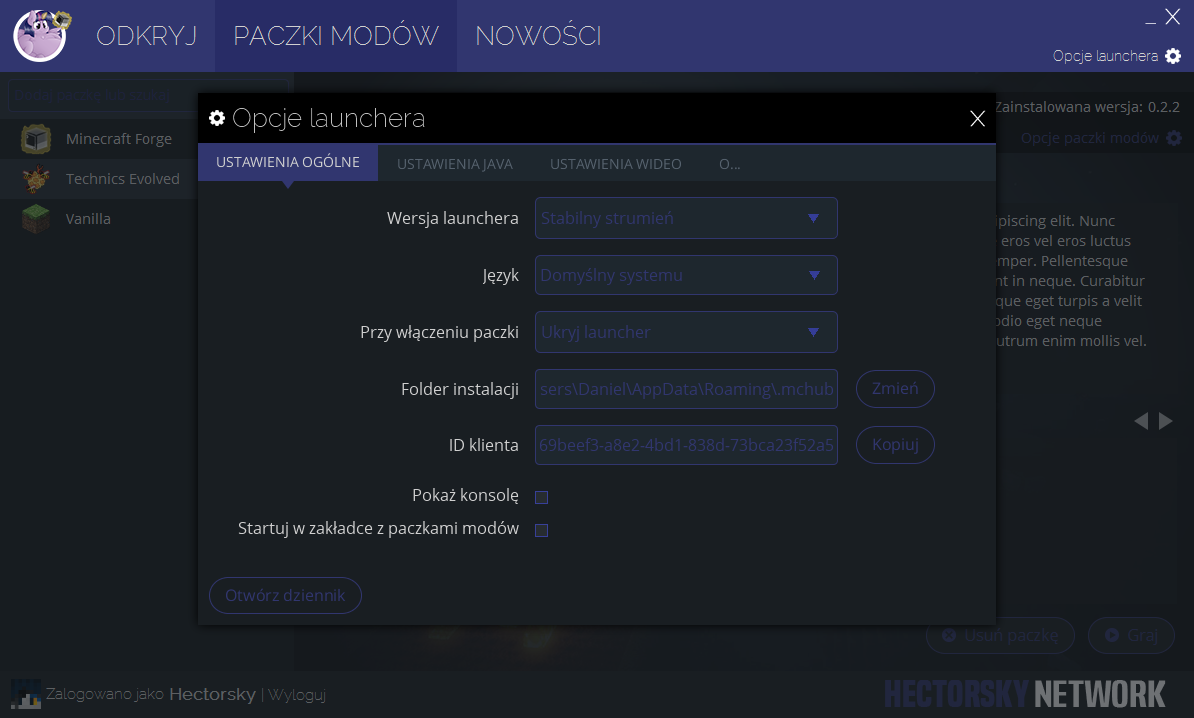 ODKRYJ PACZKI MODÓW NOWOŚCI
Opcje launchera
Zainstalowana wersja: 0.2.2
Opcje paczki modów
Minecraft Forge
Technics Evolved
Vanilla
Opcje launchera
USTAWIENIA OGÓLNE USTAWIENIA JAVA USTAWIENIA WIDEO O...
Wersja launchera Stabilny strumień
Język Domyślny systemu
Przy włączeniu paczki Ukryj launcher
Folder instalacji sers\Daniel\AppData\Roaming\.mchub Zmień
ID klienta 69beef3-a8e2-4bd1-838d-73bca23f52a5 Kopiuj
Pokaż konsolę
Startuj w zakładce z paczkami modów
Otwórz dziennik
ipiscing elit. Nunc
eros vel eros luctus
mper. Pellentesque
nt in neque. Curabitur
que eget turpis a velit
odio eget neque
utrum enim mollis vel.
Usuń paczkę Graj
Zalogowano jako Hectorsky | Wyloguj
HECTORSKY NETWORK